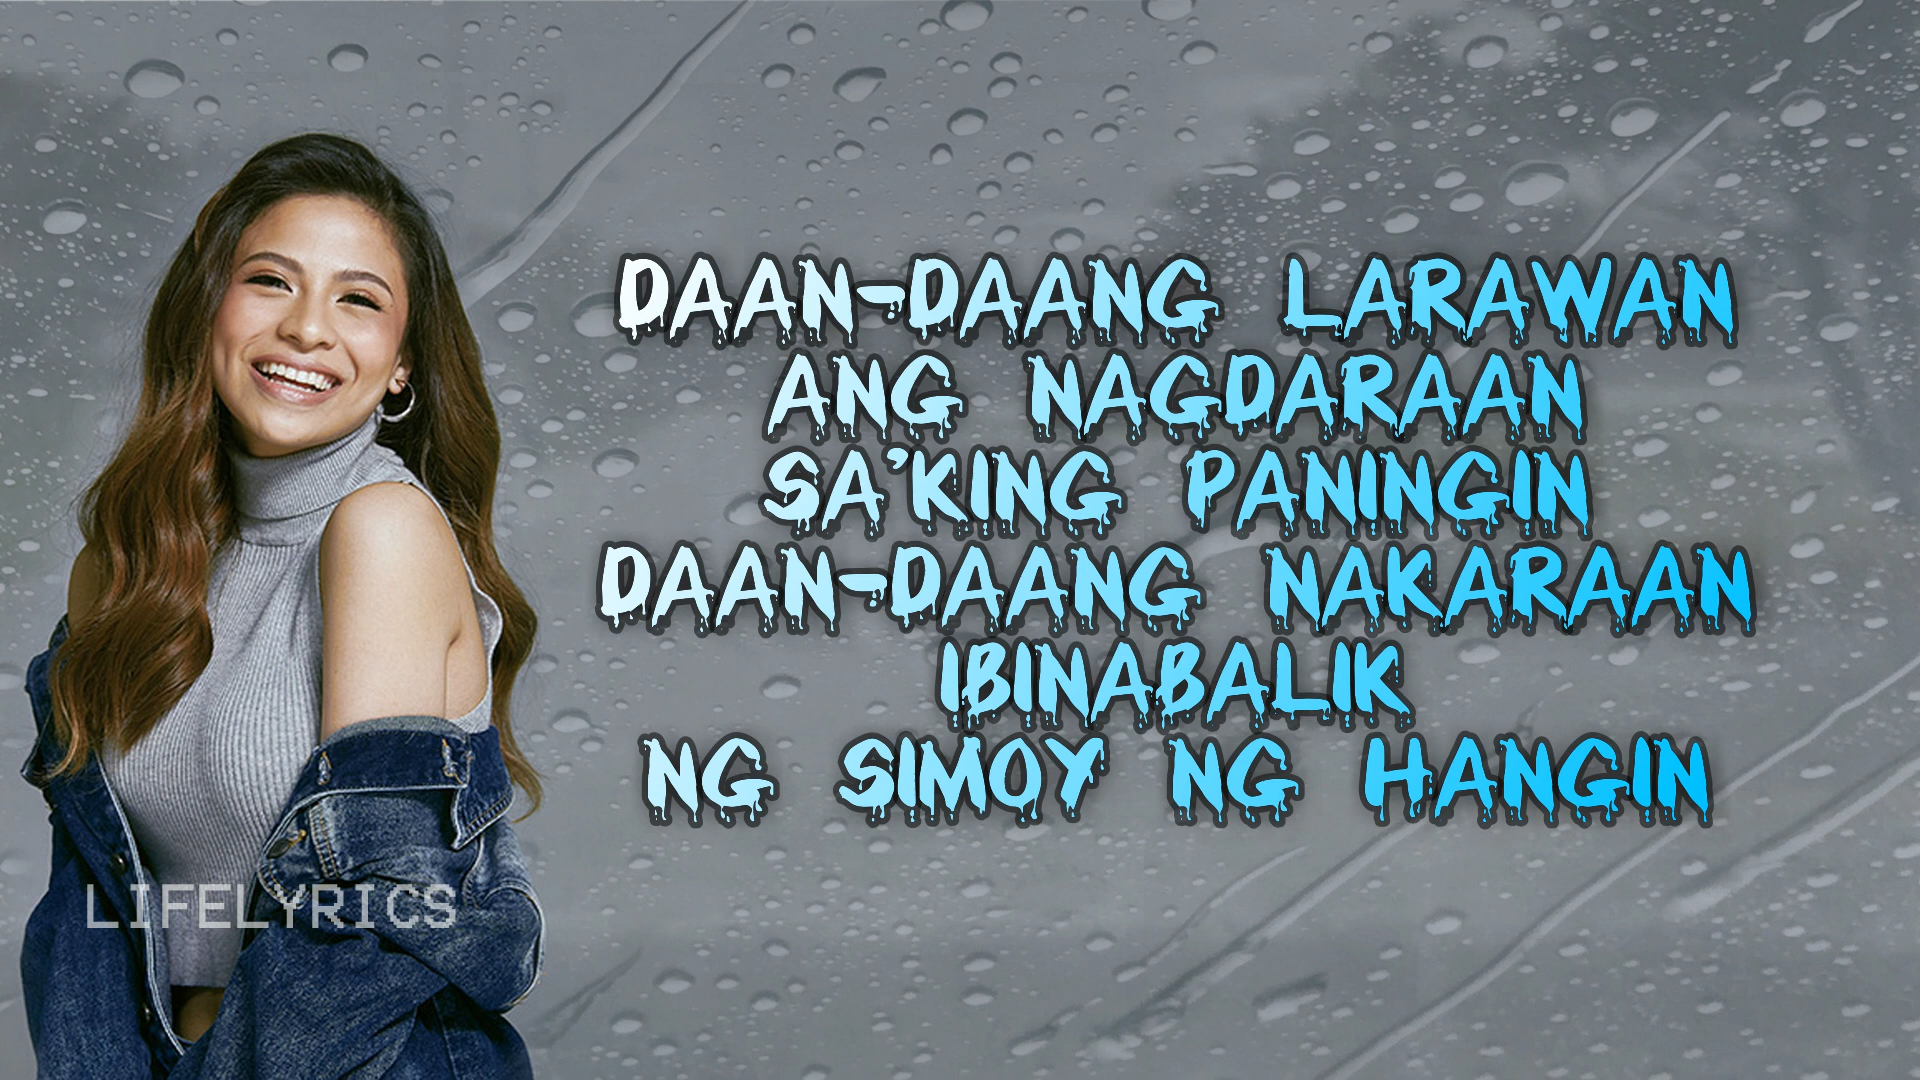 DAAN-DAANG LARAWAN
ANG NAGDARAAN
SA'KING PANINGIN
DAAN-DAANG NAKARAAN
IBINABALIK
NG SIMOY NG HANGIN
LIFELYRICS